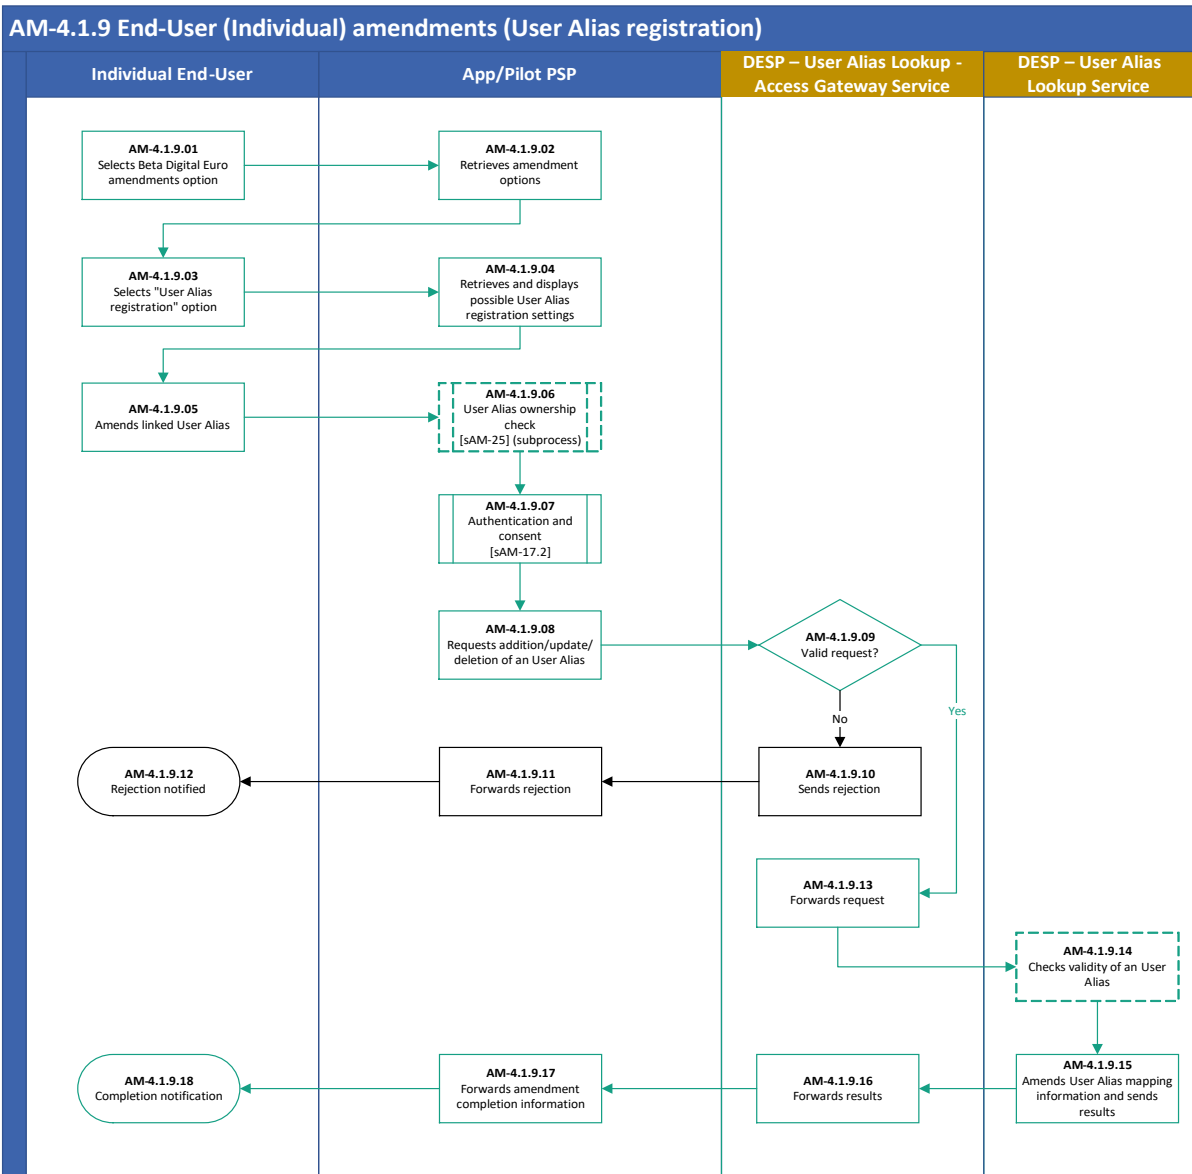 AM-4.1.9 End-User (Individual) amendments (User Alias registration)
Individual End-User
App/Pilot PSP
DESP – User Alias Lookup -
Access Gateway Service
DESP – User Alias
Lookup Service
AM-4.1.9.01
Selects Beta Digital Euro
amendments option
AM-4.1.9.02
Retrieves amendment
options
AM-4.1.9.03
Selects "User Alias
registration" option
AM-4.1.9.04
Retrieves and displays
possible User Alias
registration settings
AM-4.1.9.05
Amends linked User Alias
AM-4.1.9.06
User Alias ownership
check
[sAM-25] (subprocess)
AM-4.1.9.07
Authentication and
consent
[sAM-17.2]
AM-4.1.9.08
Requests addition/update/
deletion of an User Alias
AM-4.1.9.09
Valid request?
No
Yes
AM-4.1.9.12
Rejection notified
AM-4.1.9.11
Forwards rejection
AM-4.1.9.10
Sends rejection
AM-4.1.9.13
Forwards request
AM-4.1.9.14
Checks validity of an User
Alias
AM-4.1.9.18
Completion notification
AM-4.1.9.17
Forwards amendment
completion information
AM-4.1.9.16
Forwards results
AM-4.1.9.15
Amends User Alias mapping
information and sends
results